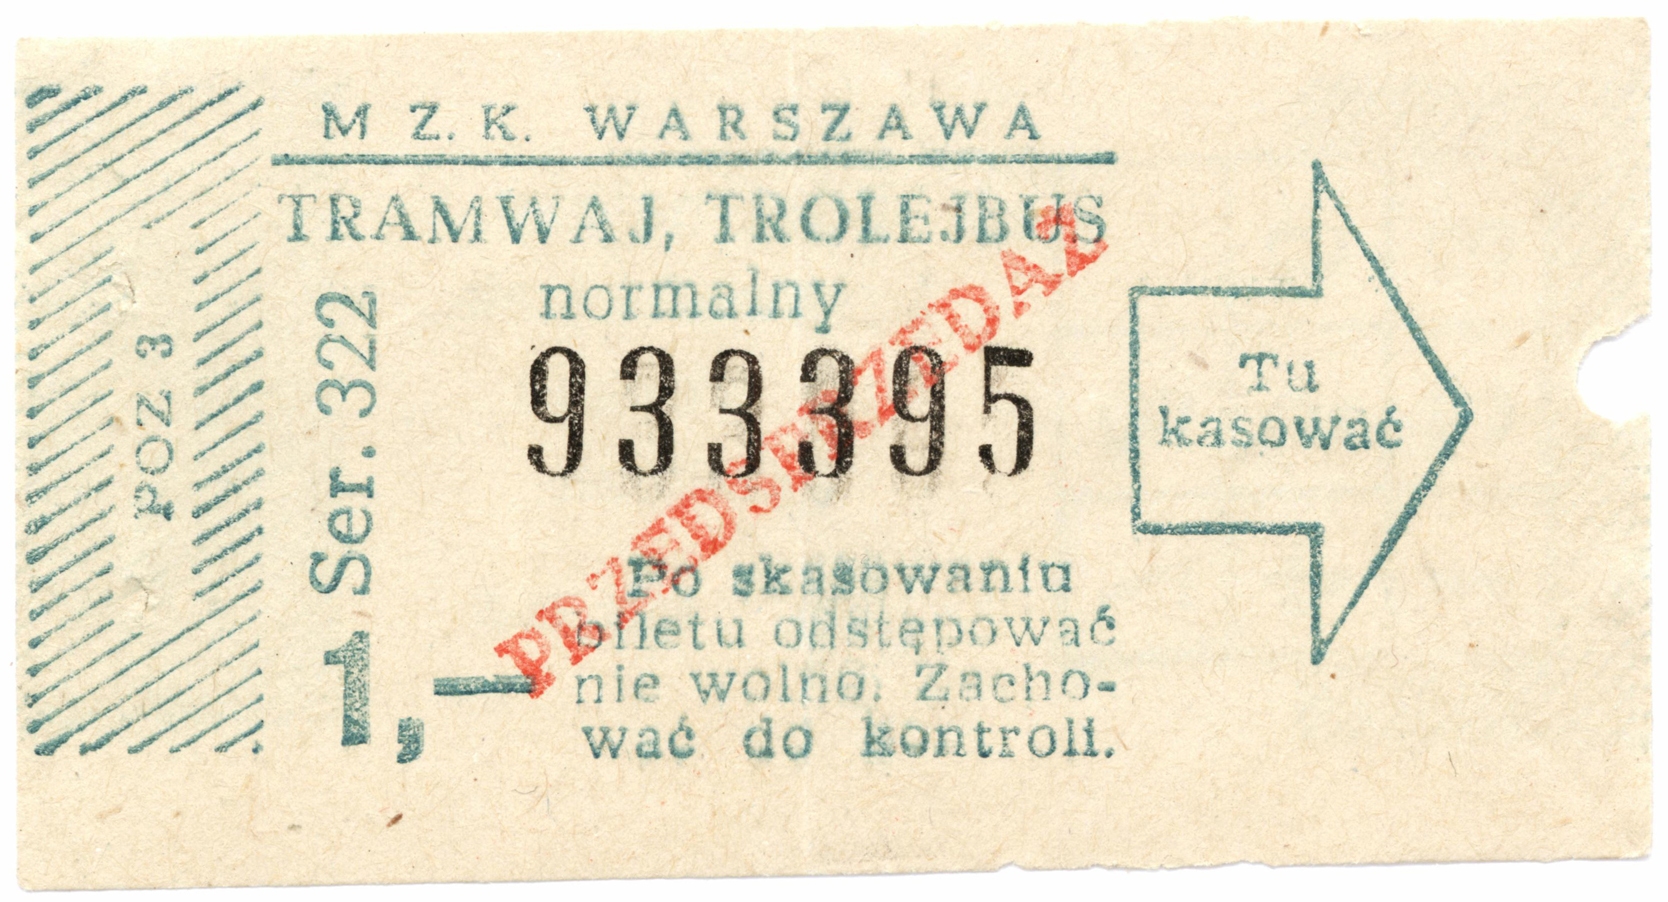 M Z. K. WARSZAWA
TRAMWAJ, TROLEJBUS
normalny
933395
PRZEDSPRZEDAŻ
Po skasowaniu
biletu odstępować
nie wolno. Zacho-
wać do kontroli.
Ser. 322
1,—
POZ 3
Tu
kasować